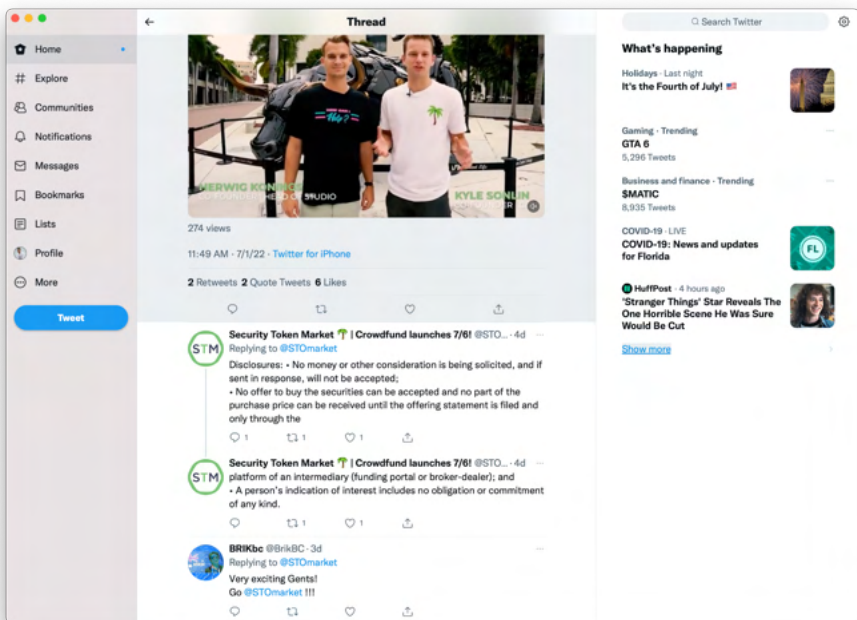 Thread
Search Twitter
Home
Explore
Communities
Notifications
Messages
Bookmarks
Lists
Profile
More
Tweet
HERWIG KONINGS
KYLE SONLIN
274 views
11:49 AM · 7/1/22 · Twitter for iPhone
2 Retweets 2 Quote Tweets 6 Likes
STM
Security Token Market 🌴 | Crowdfund launches 7/6! @STO... · 4d
Replying to @STOmarket
Disclosures: • No money or other consideration is being solicited, and if
sent in response, will not be accepted;
• No offer to buy the securities can be accepted and no part of the
purchase price can be received until the offering statement is filed and
only through the
1 1 1
STM
Security Token Market 🌴 | Crowdfund launches 7/6! @STO... · 4d
platform of an intermediary (funding portal or broker-dealer); and
• A person's indication of interest includes no obligation or commitment
of any kind.
1 1
BRIKbc @BrikBC · 3d
Replying to @STOmarket
Very exciting Gents!
Go @STOmarket !!!
What's happening
Holidays · Last night
It's the Fourth of July! 🇺🇸
Gaming · Trending
GTA 6
5,296 Tweets
Business and finance · Trending
$MATIC
8,935 Tweets
COVID-19 · LIVE
COVID-19: News and updates
for Florida
FL
HuffPost · 4 hours ago
'Stranger Things' Star Reveals The
One Horrible Scene He Was Sure
Would Be Cut
Show more